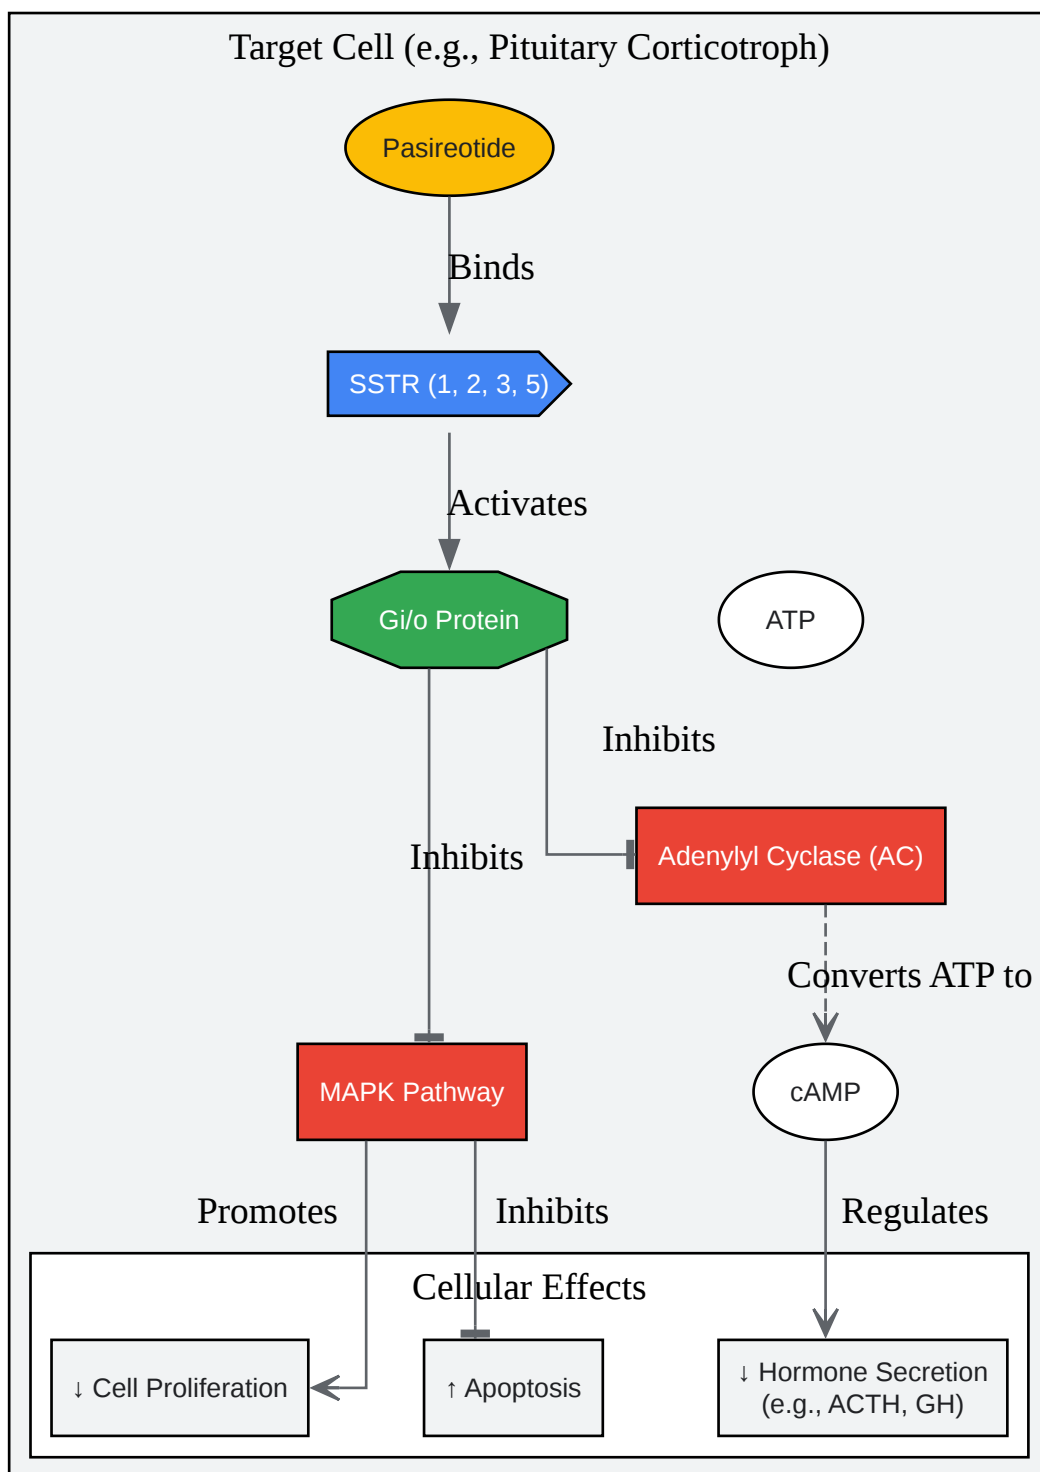 Target Cell (e.g., Pituitary Corticotroph)
Pasireotide
Binds
SSTR (1, 2, 3, 5)
Activates
Gi/o Protein
ATP
Inhibits
Inhibits
Adenylyl Cyclase (AC)
Converts ATP to
MAPK Pathway
cAMP
Promotes
Inhibits
Regulates
Cellular Effects
↓ Cell Proliferation
↑ Apoptosis
↓ Hormone Secretion
(e.g., ACTH, GH)